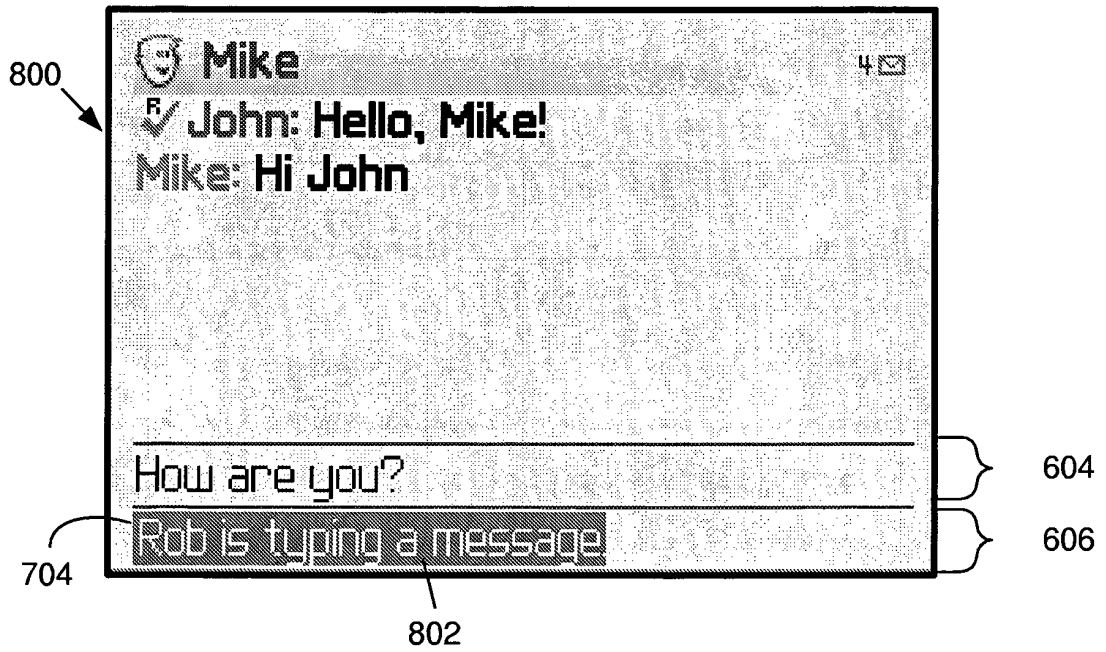 800
Mike
4
R John: Hello, Mike!
Mike: Hi John
How are you?
604
Rob is typing a message
606
704
802